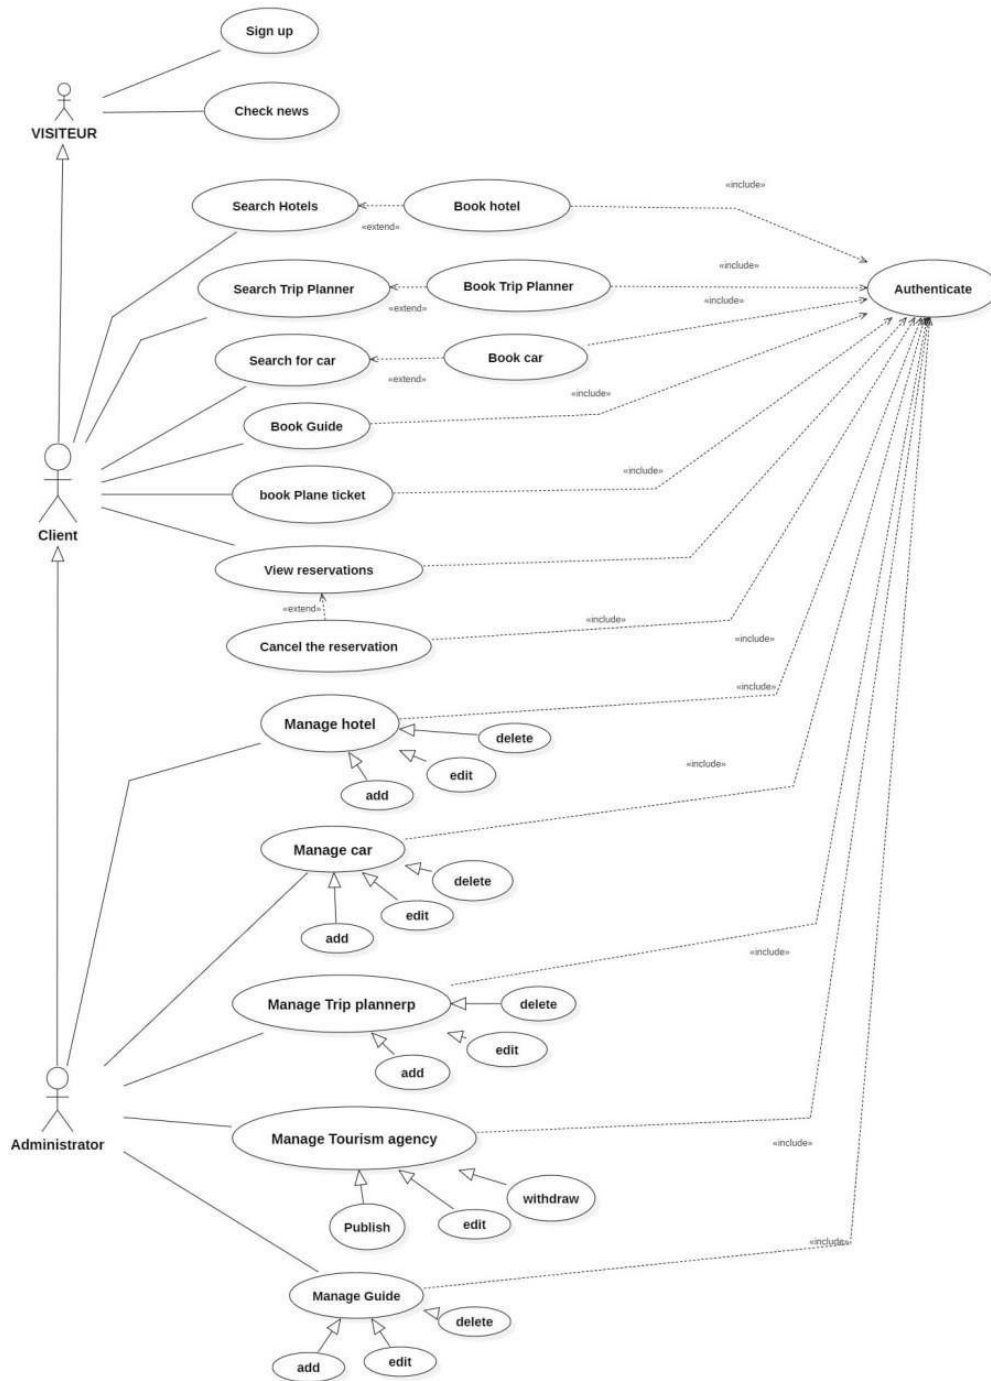 Sign up
Check news
VISITEUR
«include»
Search Hotels
Book hotel
«extend»
«include»
Search Trip Planner
Book Trip Planner
Authenticate
«extend»
«include»
Search for car
Book car
«extend»
«include»
Book Guide
«include»
book Plane ticket
Client
View reservations
«extend»
«include»
Cancel the reservation
«include»
«include»
Manage hotel
delete
edit
add
«include»
Manage car
delete
edit
add
«include»
Manage Trip plannerp
delete
edit
add
Administrator
Manage Tourism agency
«include»
withdraw
Publish
edit
«include»
Manage Guide
delete
add
edit